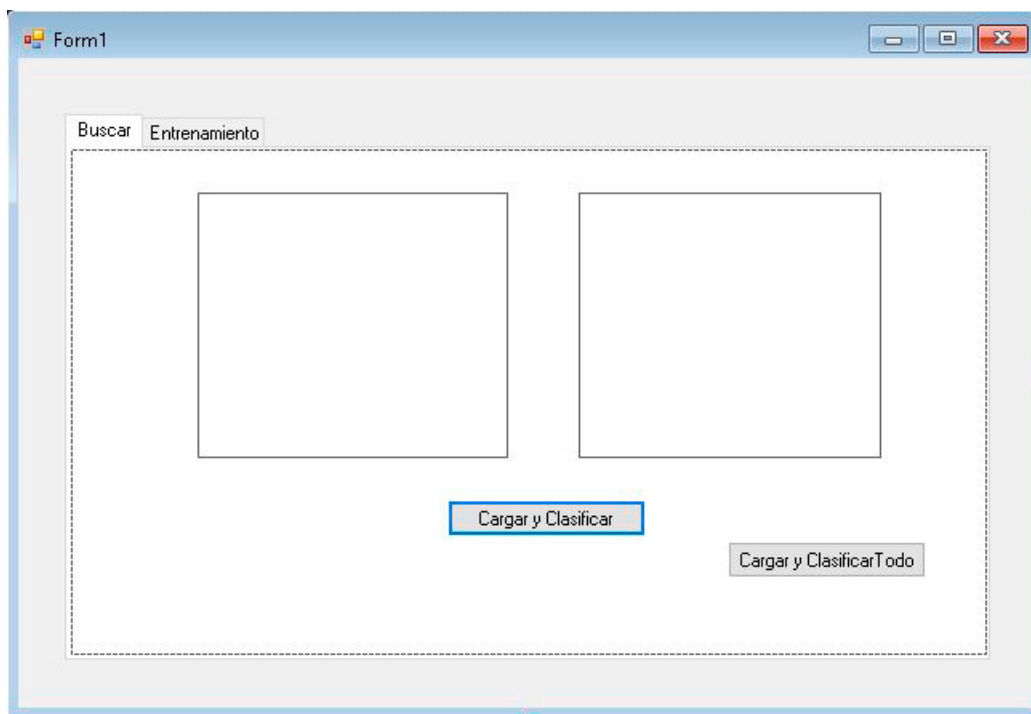 Form1
Buscar Entrenamiento
Cargar y Clasificar
Cargar y ClasificarTodo